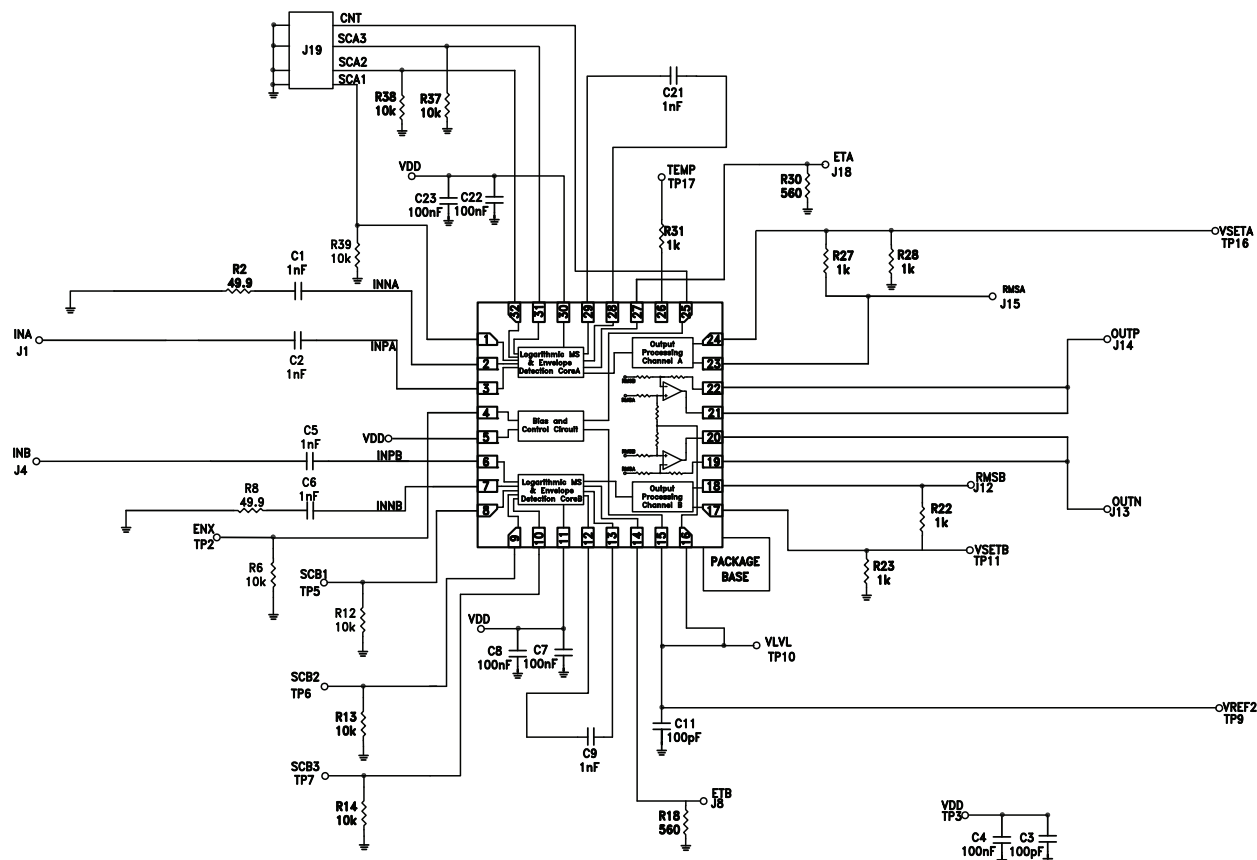 CNT
J19
SCA3
SCA2
SCA1
R38
10k
R37
10k
C21
1nF
VDD
C23
100nF
C22
100nF
TEMP
TP17
R31
1k
ETA
J18
R30
560
R39
10k
VSETA
TP16
R27
1k
R28
1k
RMSA
J15
R2
49.9
C1
1nF
INNA
INA
J1
C2
1nF
INPA
OUTP
J14
32
31
30
29
28
27
26
25
1
2
3
4
5
6
7
8
24
23
22
21
20
19
18
17
9
10
11
12
13
14
15
16
Logarithmic MS
& Envelope
Detection CoreA
Output
Processing
Channel A
RMSB
RMSA
Bias and
Control Circuit
RMSB
RMSA
Logarithmic MS
& Envelope
Detection CoreB
Output
Processing
Channel B
VDD
INB
J4
C5
1nF
INPB
R8
49.9
C6
1nF
INNB
ENX
TP2
R6
10k
SCB1
TP5
R12
10k
RMSB
J12
OUTN
J13
R22
1k
VSETB
TP11
R23
1k
PACKAGE
BASE
VDD
C8
100nF
C7
100nF
VLVL
TP10
SCB2
TP6
R13
10k
C9
1nF
C11
100pF
VREF2
TP9
SCB3
TP7
R14
10k
ETB
J8
R18
560
VDD
TP3
C4
100nF
C3
100pF